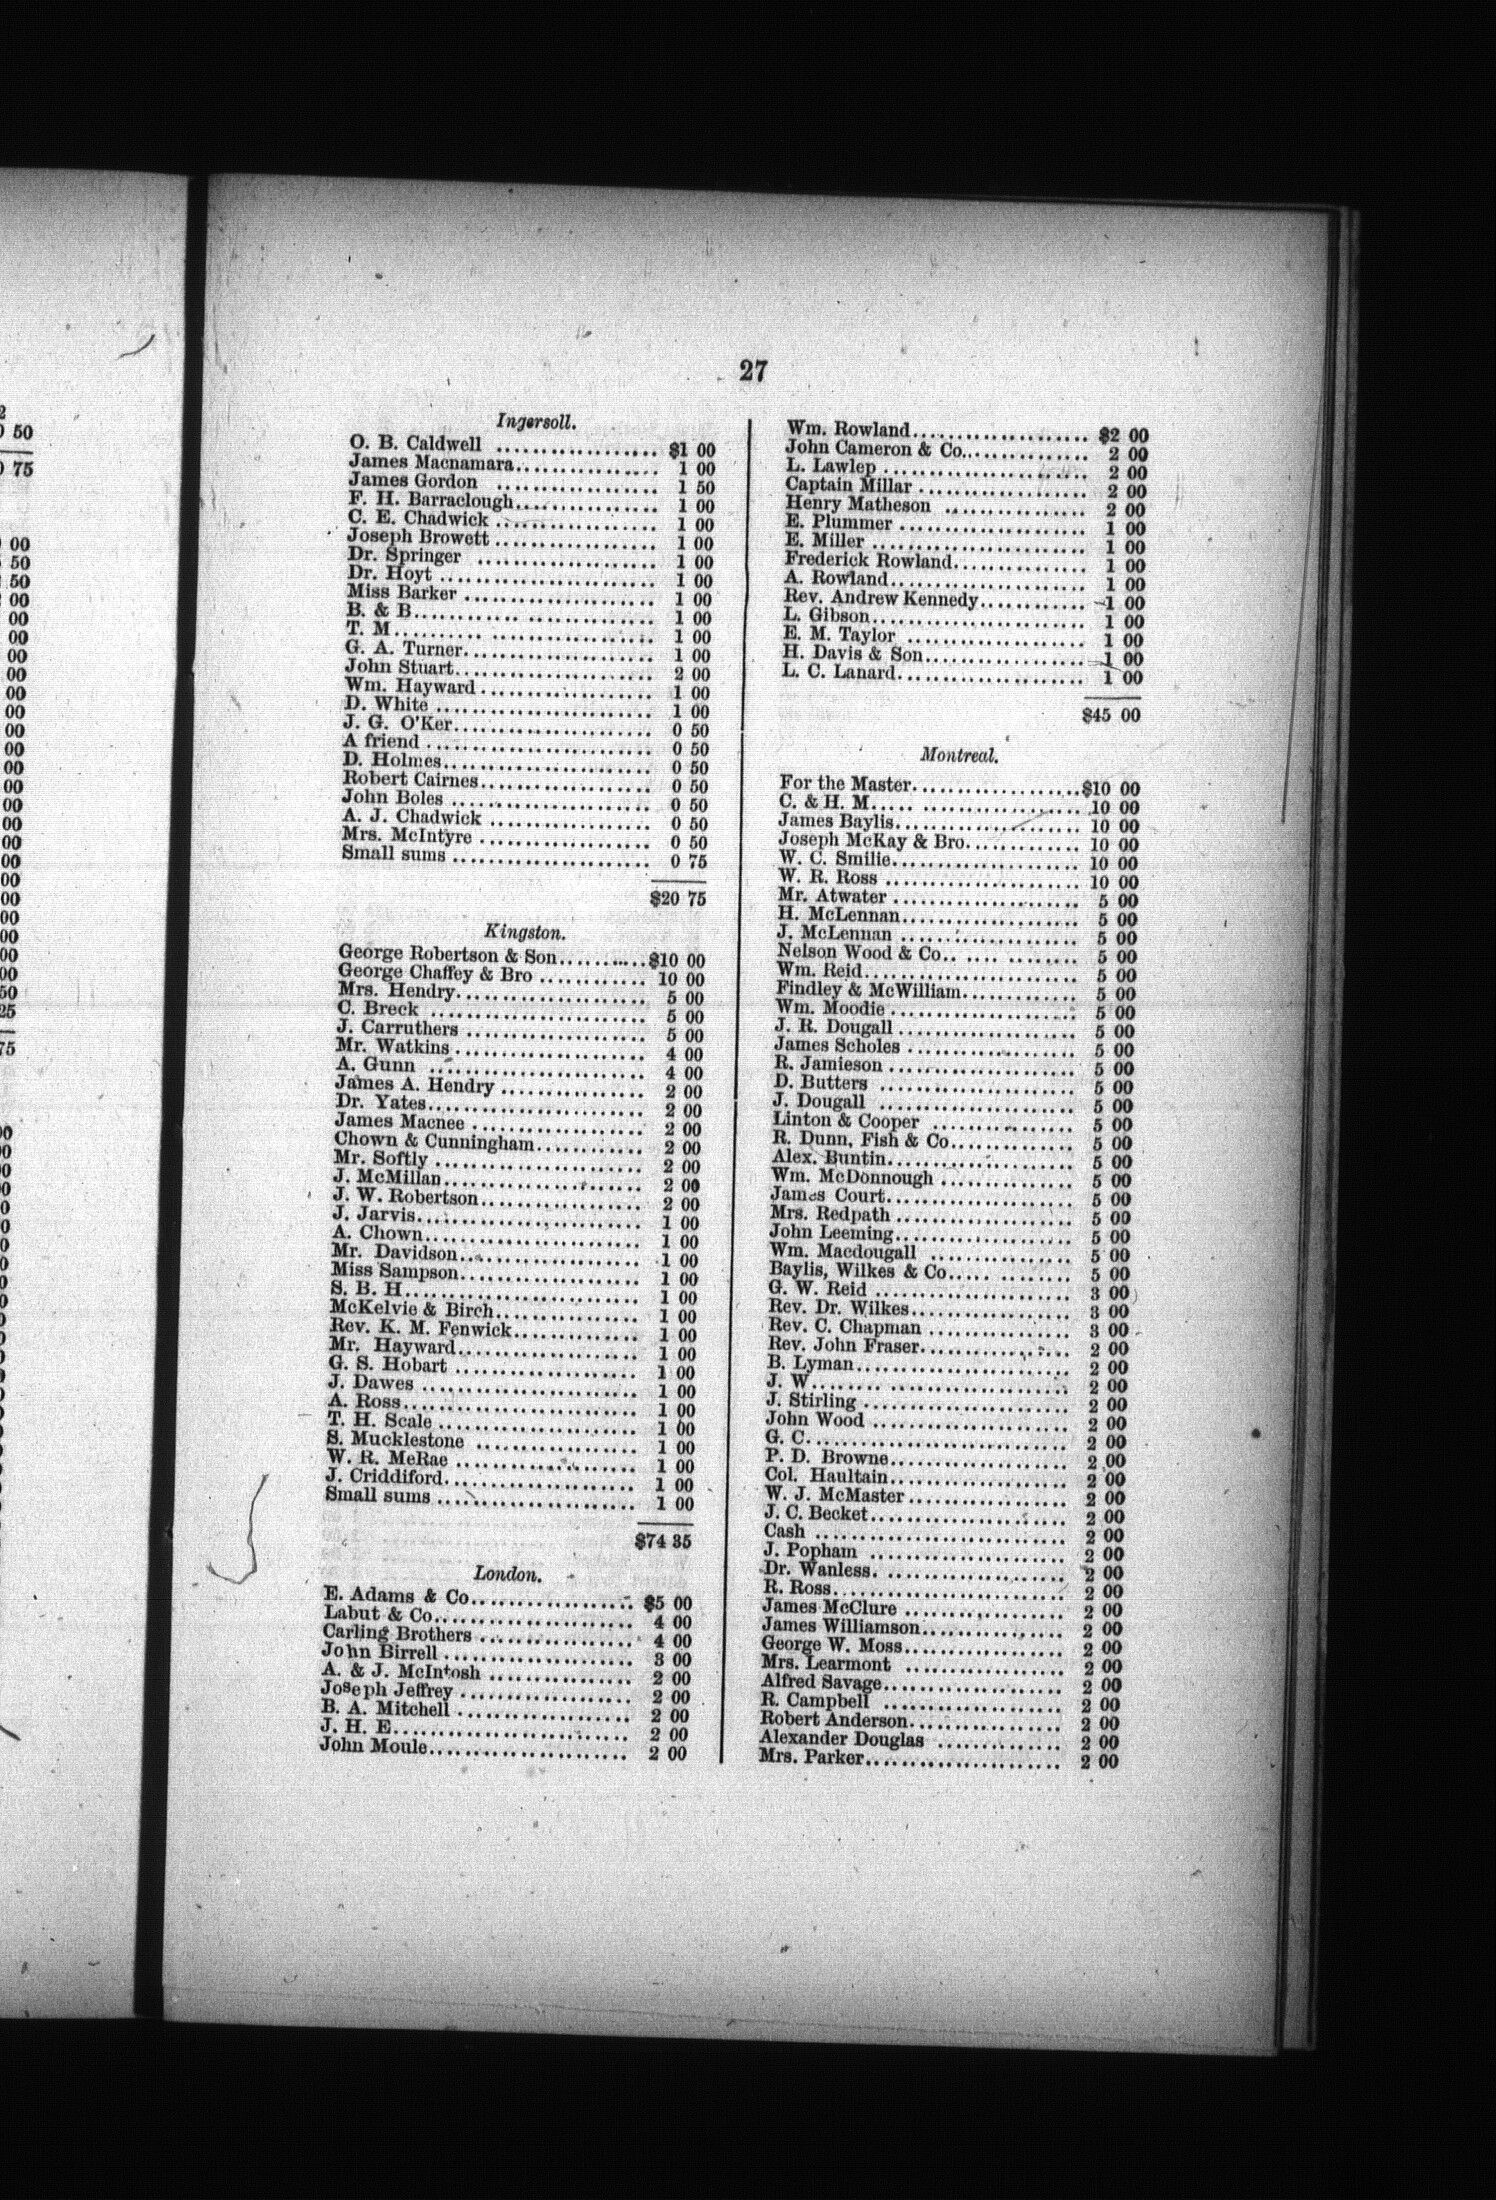 27
Ingersoll.
O. B. Caldwell .................. $1 00
James Macnamara................ 1 00
James Gordon .................. 1 50
F. H. Barraclough................ 1 00
C. E. Chadwick .................. 1 00
Joseph Browett .................. 1 00
Dr. Springer .................... 1 00
Dr. Hoyt ........................ 1 00
Miss Barker ..................... 1 00
B. & B........................... 1 00
T. M............................. 1 00
G. A. Turner..................... 1 00
John Stuart...................... 2 00
Wm. Hayward ..................... 1 00
D. White ........................ 1 00
J. G. O'Ker...................... 0 50
A friend ........................ 0 50
D. Holmes........................ 0 50
Robert Cairnes................... 0 50
John Boles ...................... 0 50
A. J. Chadwick .................. 0 50
Mrs. McIntyre ................... 0 50
Small sums ...................... 0 75
$20 75
Kingston.
George Robertson & Son.......... $10 00
George Chaffey & Bro ............ 10 00
Mrs. Hendry...................... 5 00
C. Breck ........................ 5 00
J. Carruthers ................... 5 00
Mr. Watkins ..................... 4 00
A. Gunn ......................... 4 00
James A. Hendry ................. 2 00
Dr. Yates........................ 2 00
James Macnee .................... 2 00
Chown & Cunningham............... 2 00
Mr. Softly ...................... 2 00
J. McMillan...................... 2 00
J. W. Robertson.................. 2 00
J. Jarvis........................ 1 00
A. Chown......................... 1 00
Mr. Davidson..................... 1 00
Miss Sampson..................... 1 00
S. B. H.......................... 1 00
McKelvie & Birch................. 1 00
Rev. K. M. Fenwick............... 1 00
Mr. Hayward...................... 1 00
G. S. Hobart .................... 1 00
J. Dawes ........................ 1 00
A. Ross.......................... 1 00
T. H. Scale ..................... 1 00
S. Mucklestone .................. 1 00
W. R. McRae ..................... 1 00
J. Criddiford.................... 1 00
Small sums ...................... 1 00
$74 35
London.
E. Adams & Co.................... $5 00
Labut & Co....................... 4 00
Carling Brothers ................ 4 00
John Birrell .................... 3 00
A. & J. McIntosh ................ 2 00
Joseph Jeffrey .................. 2 00
B. A. Mitchell .................. 2 00
J. H. E.......................... 2 00
John Moule....................... 2 00
Wm. Rowland...................... $2 00
John Cameron & Co................ 2 00
L. Lawlep ....................... 2 00
Captain Millar .................. 2 00
Henry Matheson .................. 2 00
E. Plummer ...................... 1 00
E. Miller ....................... 1 00
Frederick Rowland................ 1 00
A. Rowland....................... 1 00
Rev. Andrew Kennedy.............. 1 00
L. Gibson........................ 1 00
E. M. Taylor .................... 1 00
H. Davis & Son................... 1 00
L. C. Lanard..................... 1 00
$45 00
Montreal.
For the Master................... $10 00
C. & H. M........................ 10 00
James Baylis..................... 10 00
Joseph McKay & Bro............... 10 00
W. C. Smilie..................... 10 00
W. R. Ross ...................... 10 00
Mr. Atwater ..................... 5 00
H. McLennan...................... 5 00
J. McLennan ..................... 5 00
Nelson Wood & Co................. 5 00
Wm. Reid......................... 5 00
Findley & McWilliam.............. 5 00
Wm. Moodie ...................... 5 00
J. R. Dougall ................... 5 00
James Scholes ................... 5 00
R. Jamieson ..................... 5 00
D. Butters ...................... 5 00
J. Dougall ...................... 5 00
Linton & Cooper ................. 5 00
R. Dunn, Fish & Co............... 5 00
Alex. Buntin..................... 5 00
Wm. McDonnough .................. 5 00
James Court...................... 5 00
Mrs. Redpath .................... 5 00
John Leeming..................... 5 00
Wm. Macdougall .................. 5 00
Baylis, Wilkes & Co.............. 5 00
G. W. Reid ...................... 3 00
Rev. Dr. Wilkes.................. 3 00
Rev. C. Chapman ................. 3 00
Rev. John Fraser................. 2 00
B. Lyman......................... 2 00
J. W............................. 2 00
J. Stirling ..................... 2 00
John Wood ....................... 2 00
G. C............................. 2 00
P. D. Browne..................... 2 00
Col. Haultain.................... 2 00
W. J. McMaster .................. 2 00
J. C. Becket..................... 2 00
Cash ............................ 2 00
J. Popham ....................... 2 00
Dr. Wanless...................... 2 00
R. Ross.......................... 2 00
James McClure ................... 2 00
James Williamson................. 2 00
George W. Moss................... 2 00
Mrs. Learmont ................... 2 00
Alfred Savage.................... 2 00
R. Campbell ..................... 2 00
Robert Anderson.................. 2 00
Alexander Douglas ............... 2 00
Mrs. Parker...................... 2 00